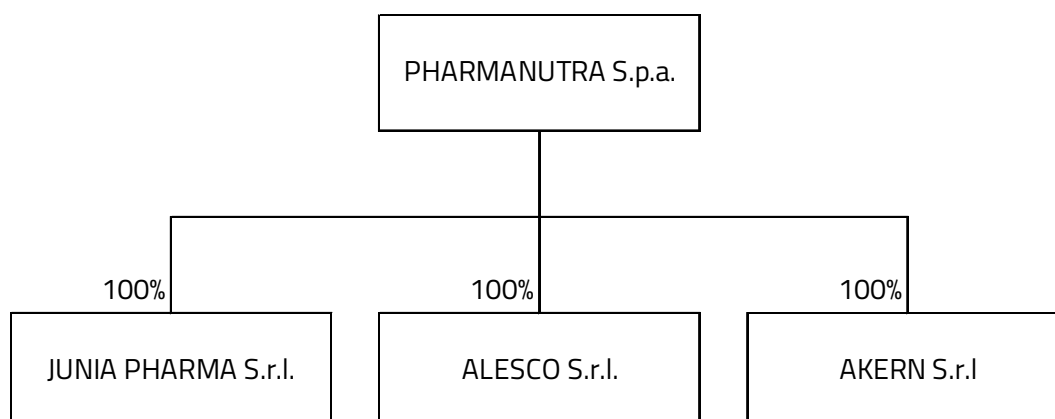 PHARMANUTRA S.p.a.
100%
100%
100%
JUNIA PHARMA S.r.l.
ALESCO S.r.l.
AKERN S.r.l